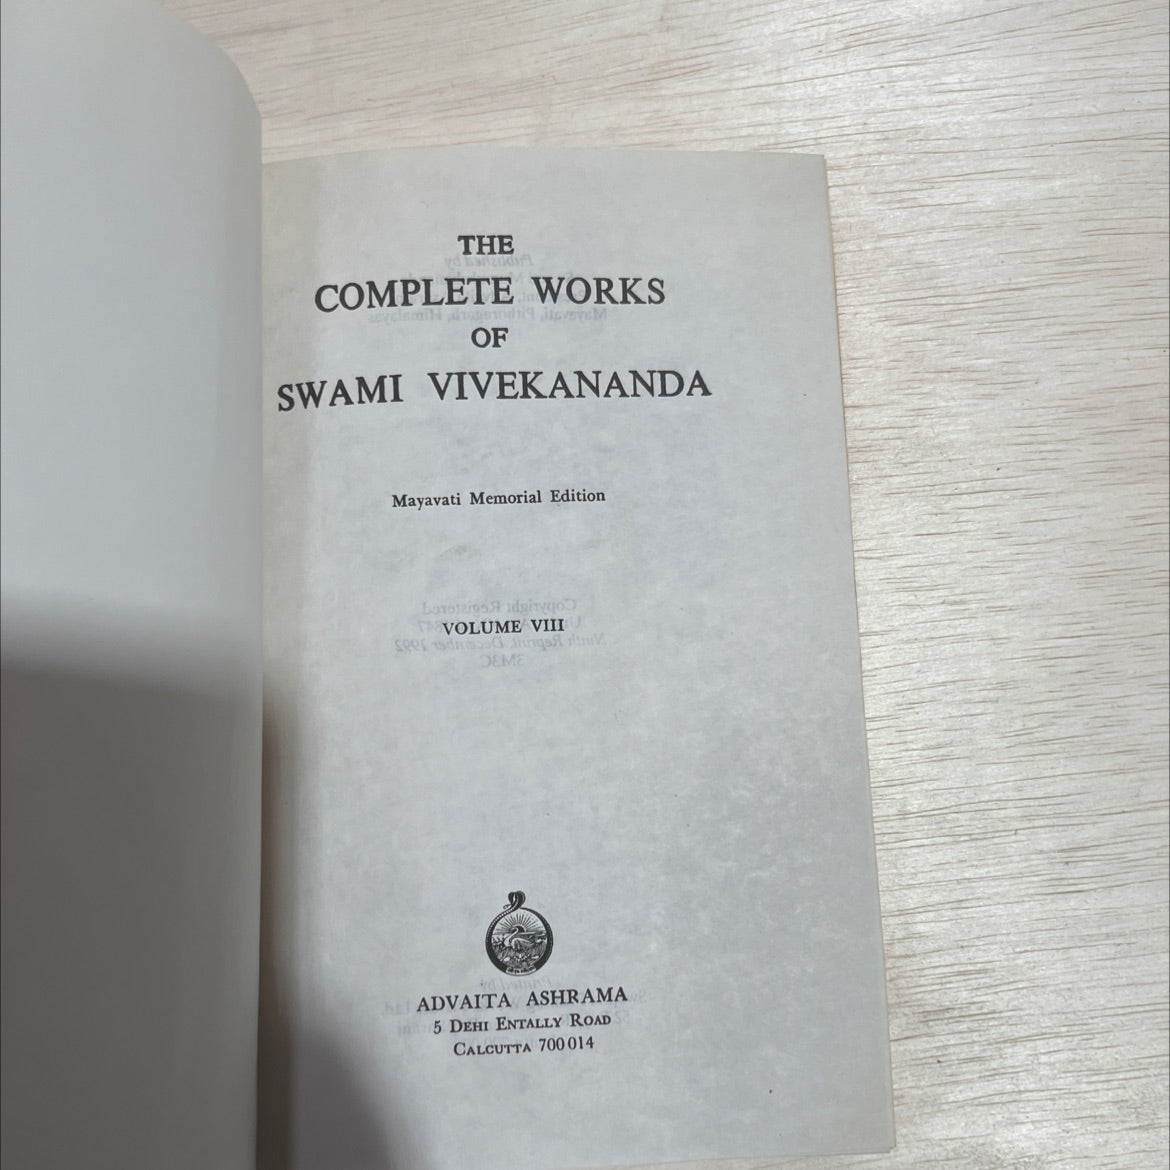 THE
COMPLETE WORKS
OF
SWAMI VIVEKANANDA
Mayavati Memorial Edition
VOLUME VIII
ADVAITA ASHRAMA
5 DEHI ENTALLY ROAD
CALCUTTA 700 014